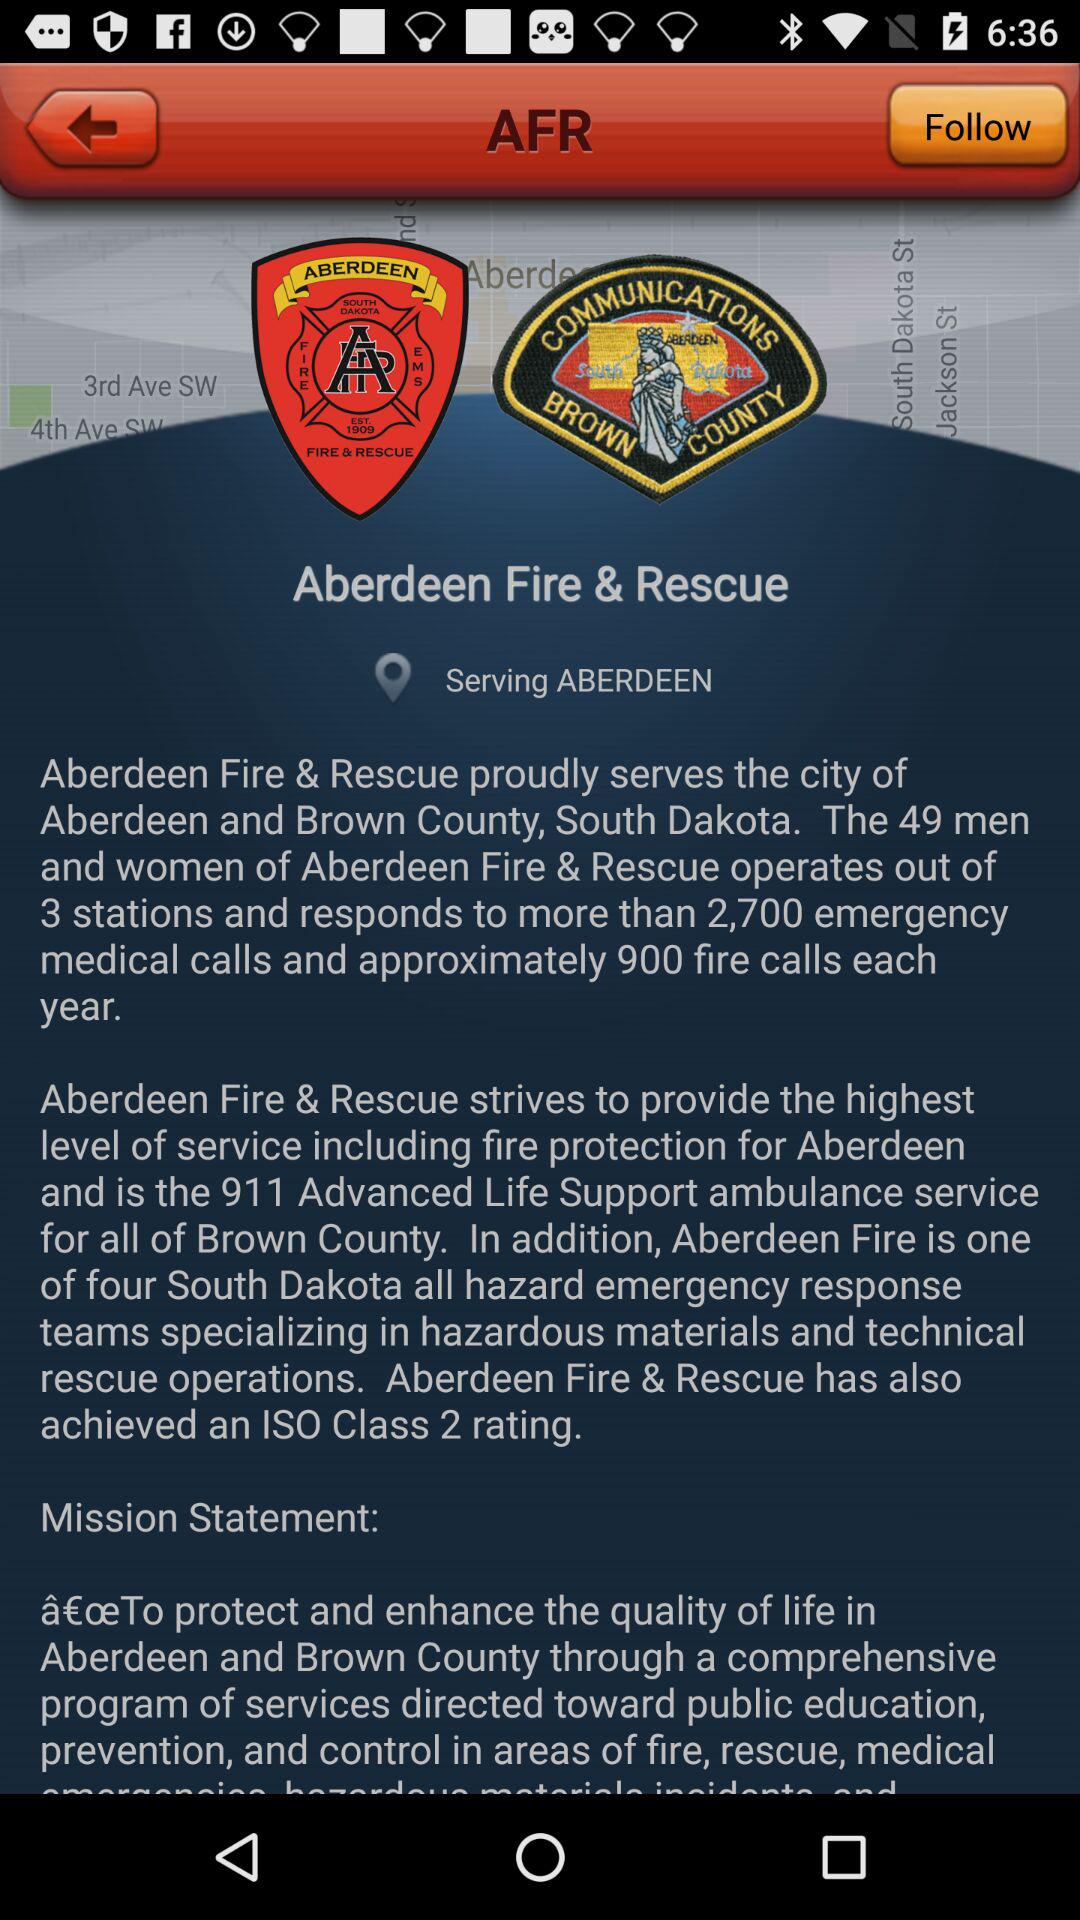 6:36
AFR
Follow
nd S
Aberdee
South Dakota St
Jackson St
3rd Ave SW
4th Ave SW
ABERDEEN
SOUTH
DAKOTA
FIRE
AFR
EMS
EST.
1909
FIRE & RESCUE
COMMUNICATIONS
ABERDEEN
South Dakota
BROWN COUNTY
Aberdeen Fire & Rescue
Serving ABERDEEN
Aberdeen Fire & Rescue proudly serves the city of
Aberdeen and Brown County, South Dakota.  The 49 men
and women of Aberdeen Fire & Rescue operates out of
3 stations and responds to more than 2,700 emergency
medical calls and approximately 900 fire calls each
year.
Aberdeen Fire & Rescue strives to provide the highest
level of service including fire protection for Aberdeen
and is the 911 Advanced Life Support ambulance service
for all of Brown County.  In addition, Aberdeen Fire is one
of four South Dakota all hazard emergency response
teams specializing in hazardous materials and technical
rescue operations.  Aberdeen Fire & Rescue has also
achieved an ISO Class 2 rating.
Mission Statement:
â€œTo protect and enhance the quality of life in
Aberdeen and Brown County through a comprehensive
program of services directed toward public education,
prevention, and control in areas of fire, rescue, medical
emergencies, hazardous materials incidents, and